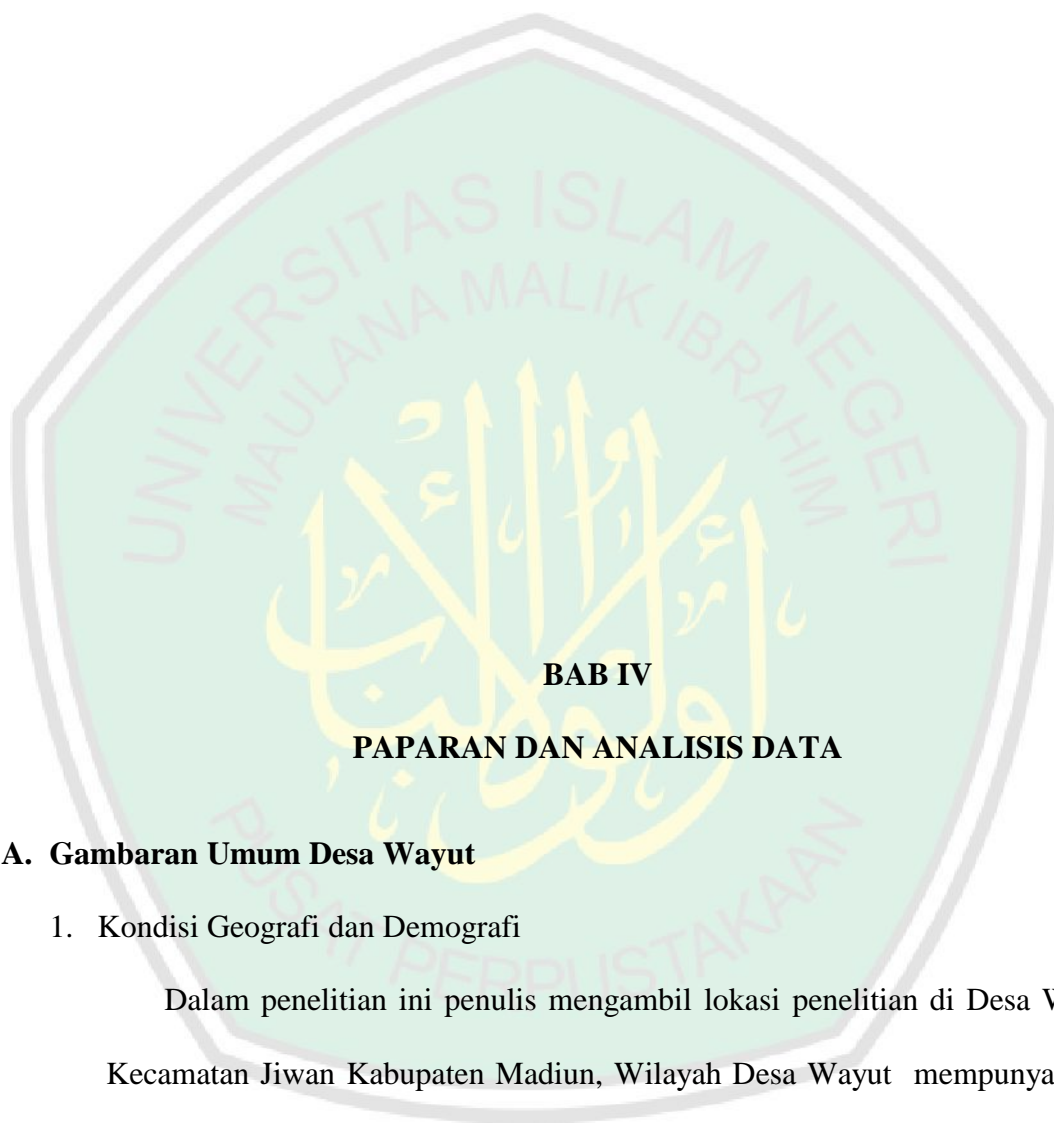 UNIVERSITAS ISLAM NEGERI
MAULANA MALIK IBRAHIM
BAB IV
PAPARAN DAN ANALISIS DATA
A. Gambaran Umum Desa Wayut
1. Kondisi Geografi dan Demografi
Dalam penelitian ini penulis mengambil lokasi penelitian di Desa
Kecamatan Jiwan Kabupaten Madiun, Wilayah Desa Wayut mempunya
PUSAT PERPUSTAKAAN